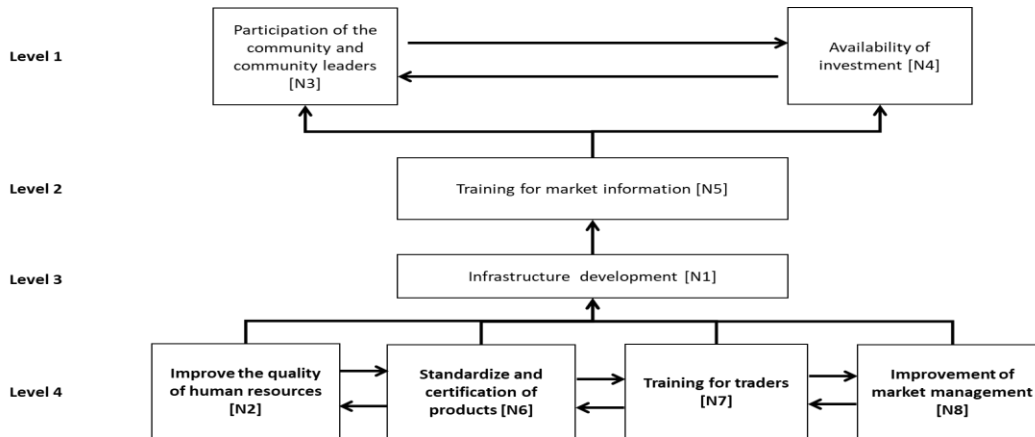 Level 1
Participation of the
community and
community leaders
[N3]
Availability of
investment [N4]
Level 2
Training for market information [N5]
Level 3
Infrastructure development [N1]
Level 4
Improve the quality
of human resources
[N2]
Standardize and
certification of
products [N6]
Training for traders
[N7]
Improvement of
market management
[N8]